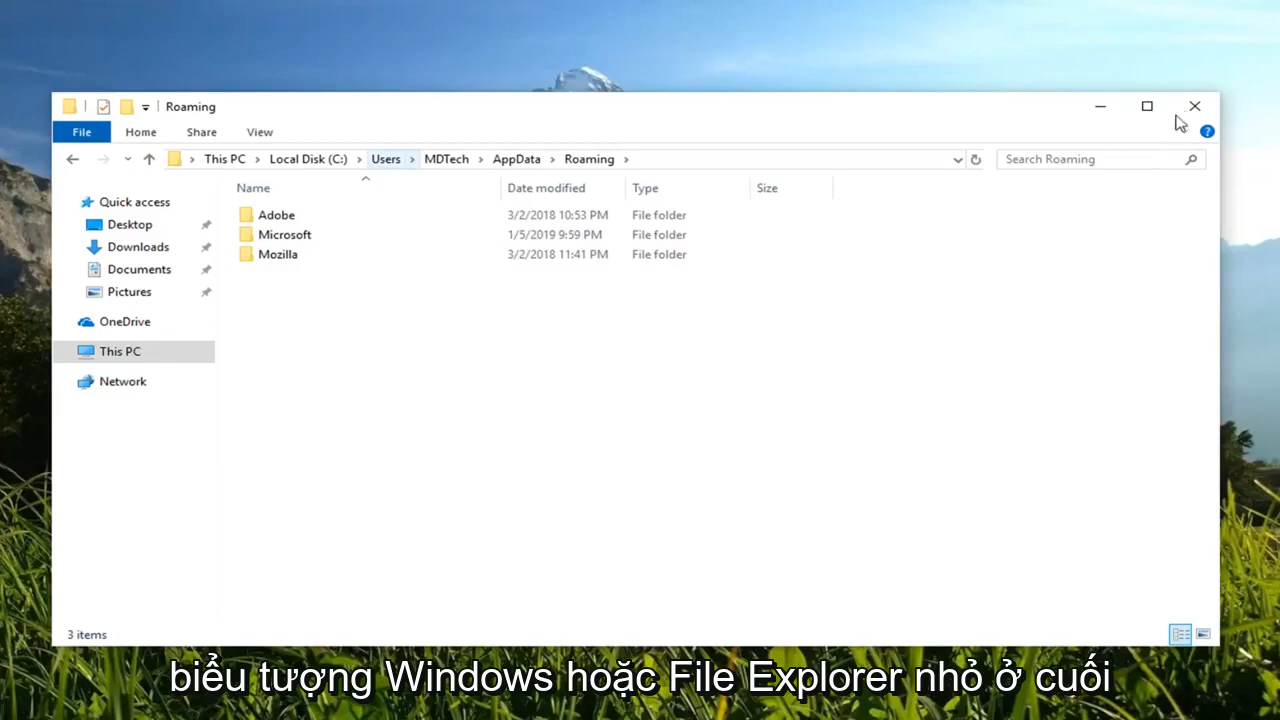 Roaming
File Home Share View
This PC Local Disk (C:) Users MDTech AppData Roaming Search Roaming
Name Date modified Type Size
Quick access
Desktop
Downloads
Documents
Pictures
OneDrive
This PC
Network
Adobe 3/2/2018 10:53 PM File folder
Microsoft 1/5/2019 9:59 PM File folder
Mozilla 3/2/2018 11:41 PM File folder
3 items
biểu tượng Windows hoặc File Explorer nhỏ ở cuối